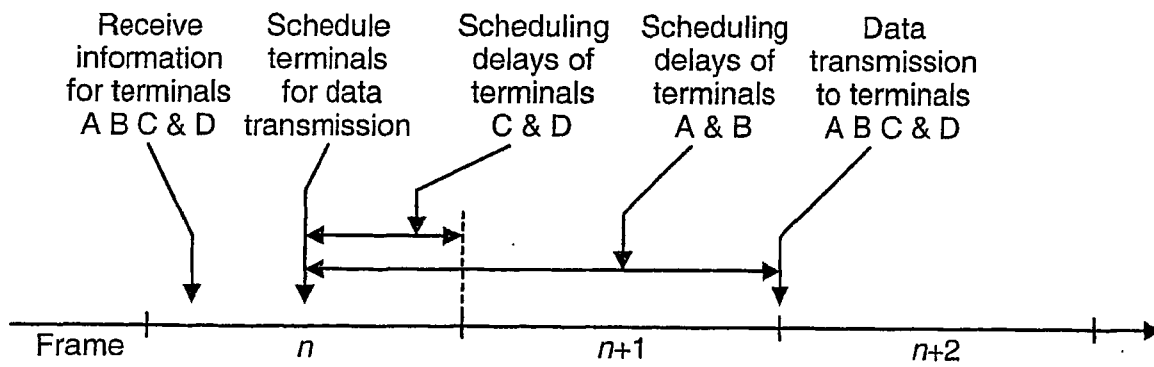 Receive
information
for terminals
A B C & D
Schedule
terminals
for data
transmission
Scheduling
delays of
terminals
C & D
Scheduling
delays of
terminals
A & B
Data
transmission
to terminals
A B C & D
Frame n n+1 n+2